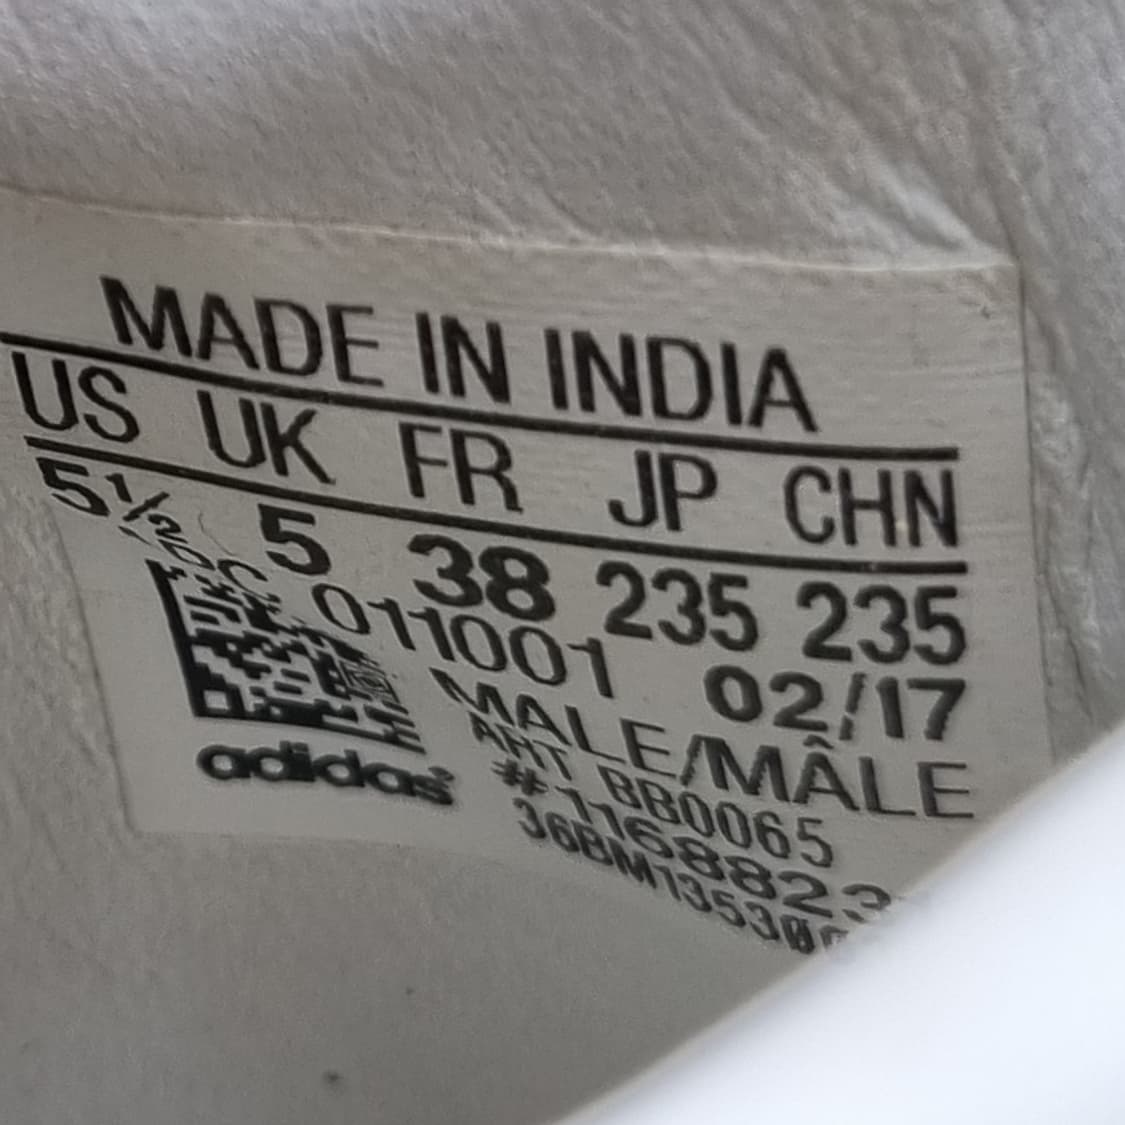 MADE IN INDIA
US UK FR JP CHN
5½ 5 38 235 235
011001 02/17
MALE/MÂLE
ART BB0065
adidas